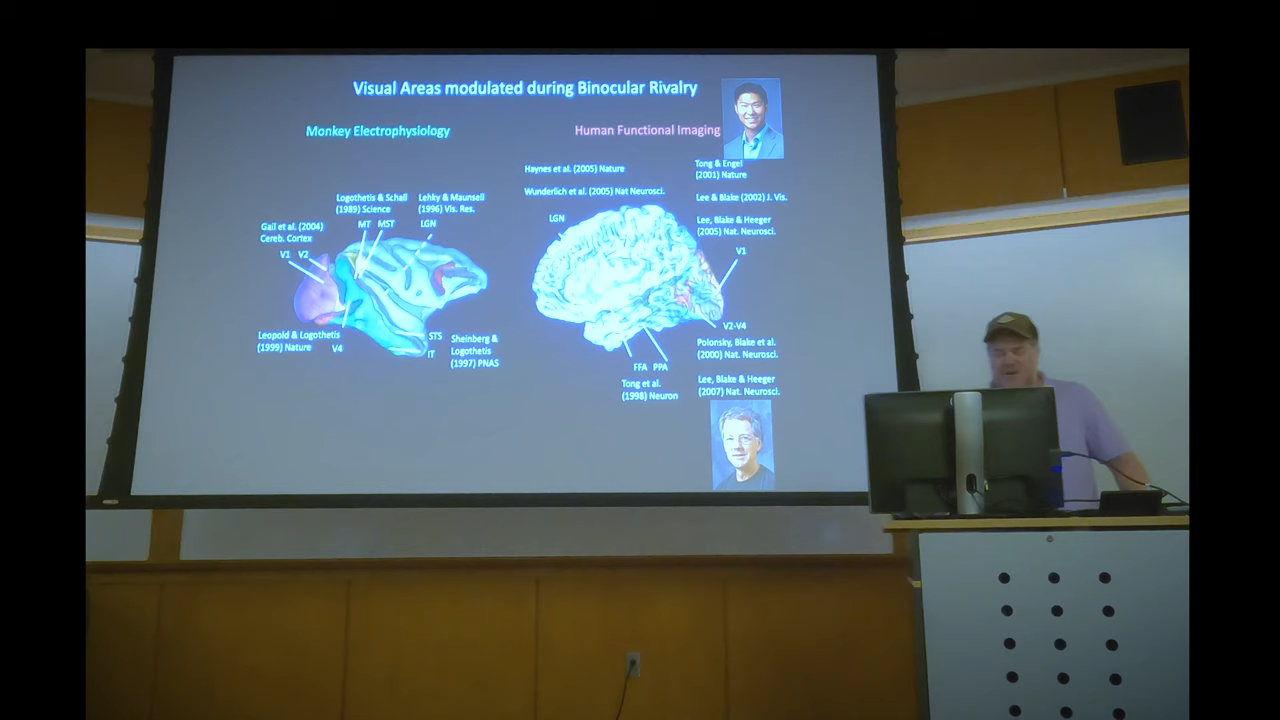 Visual Areas modulated during Binocular Rivalry
Monkey Electrophysiology
Human Functional Imaging
Haynes et al. (2005) Nature
Tong & Engel
(2001) Nature
Wunderlich et al. (2005) Nat Neurosci.
Lee & Blake (2002) J. Vis.
Logothetis & Schall
(1989) Science
Lehky & Maunsell
(1996) Vis. Res.
Gail et al. (2004)
Cereb. Cortex
MT
MST
LGN
LGN
Lee, Blake & Heeger
(2005) Nat. Neurosci.
V1
V2
V1
Leopold & Logothetis
(1999) Nature
V4
STS
IT
Sheinberg &
Logothetis
(1997) PNAS
V2-V4
Polonsky, Blake et al.
(2000) Nat. Neurosci.
FFA
PPA
Tong et al.
(1998) Neuron
Lee, Blake & Heeger
(2007) Nat. Neurosci.